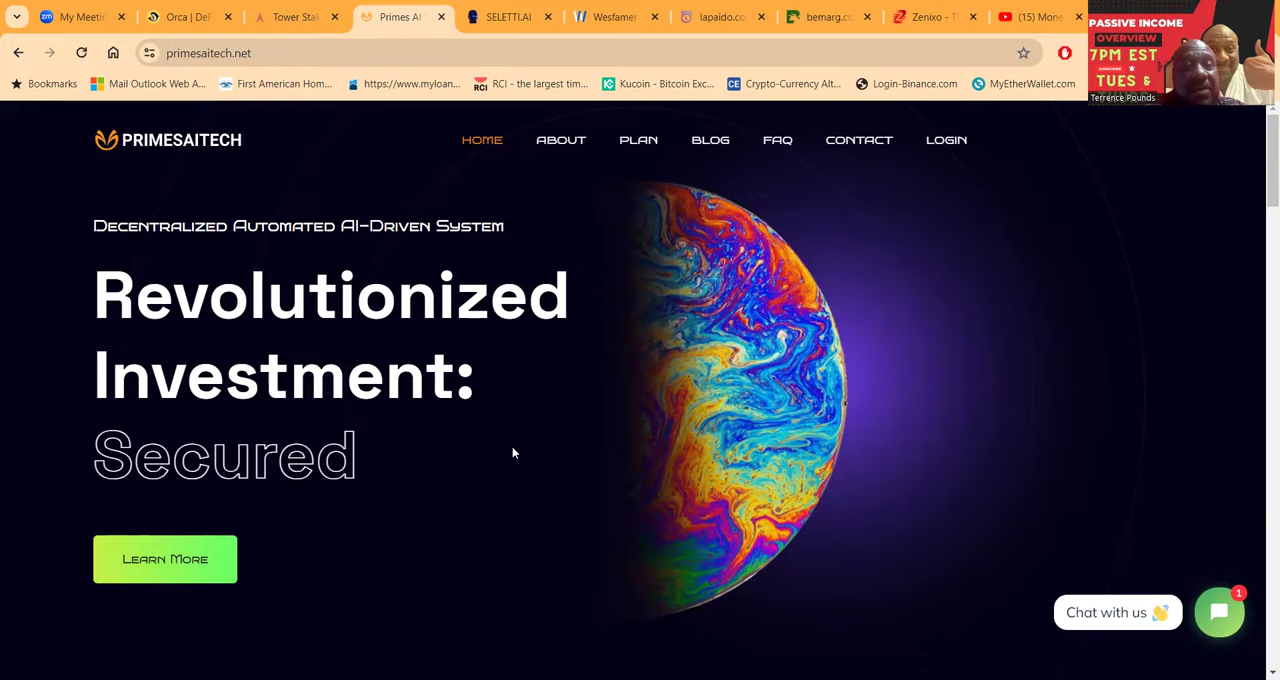 My Meetin
Orca | DeF
Tower Stak
Primes AI T
SELETTI.AI
Wesfarmer
lapaido.co
bemarg.cc
Zenixo - T
(15) Mone
primesaitech.net
Bookmarks
Mail Outlook Web A...
First American Hom...
https://www.myloan...
RCI - the largest tim...
Kucoin - Bitcoin Exc...
Crypto-Currency Alt...
Login-Binance.com
MyEtherWallet.com
PASSIVE INCOME
OVERVIEW
7PM EST
TUES &
Terrence Pounds
PRIMESAITECH
HOME
ABOUT
PLAN
BLOG
FAQ
CONTACT
LOGIN
Decentralized Automated AI-Driven System
Revolutionized
Investment:
Secured
Learn More
Chat with us
1